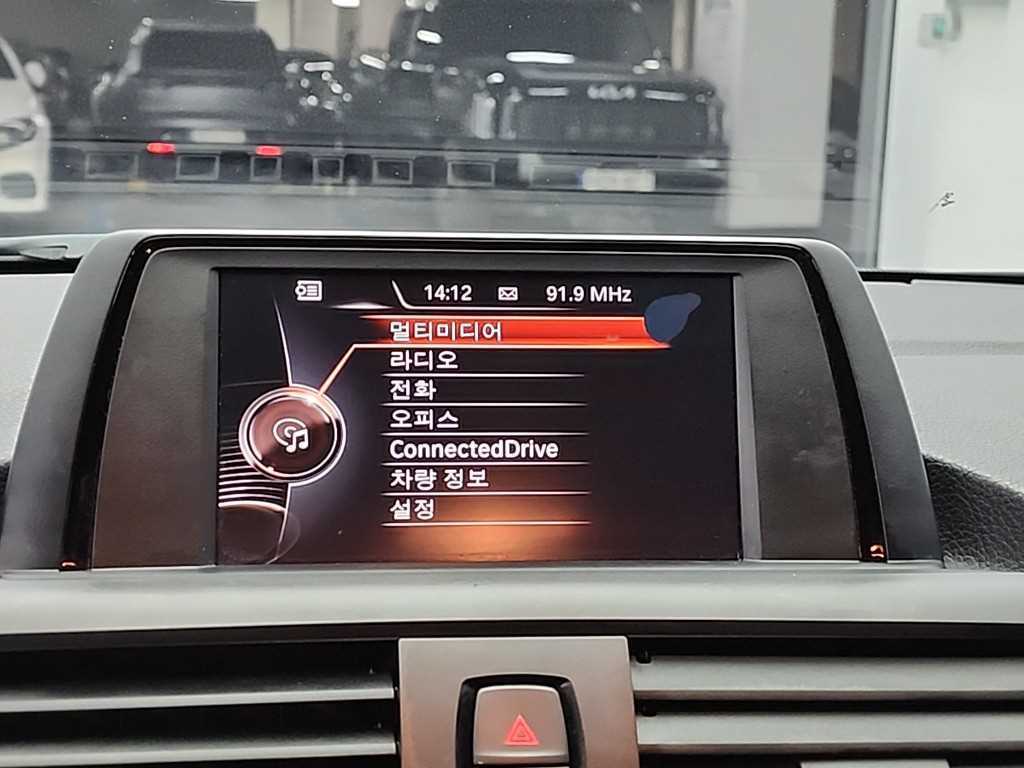 14:12 91.9 MHz
멀티미디어
라디오
전화
오피스
ConnectedDrive
차량 정보
설정